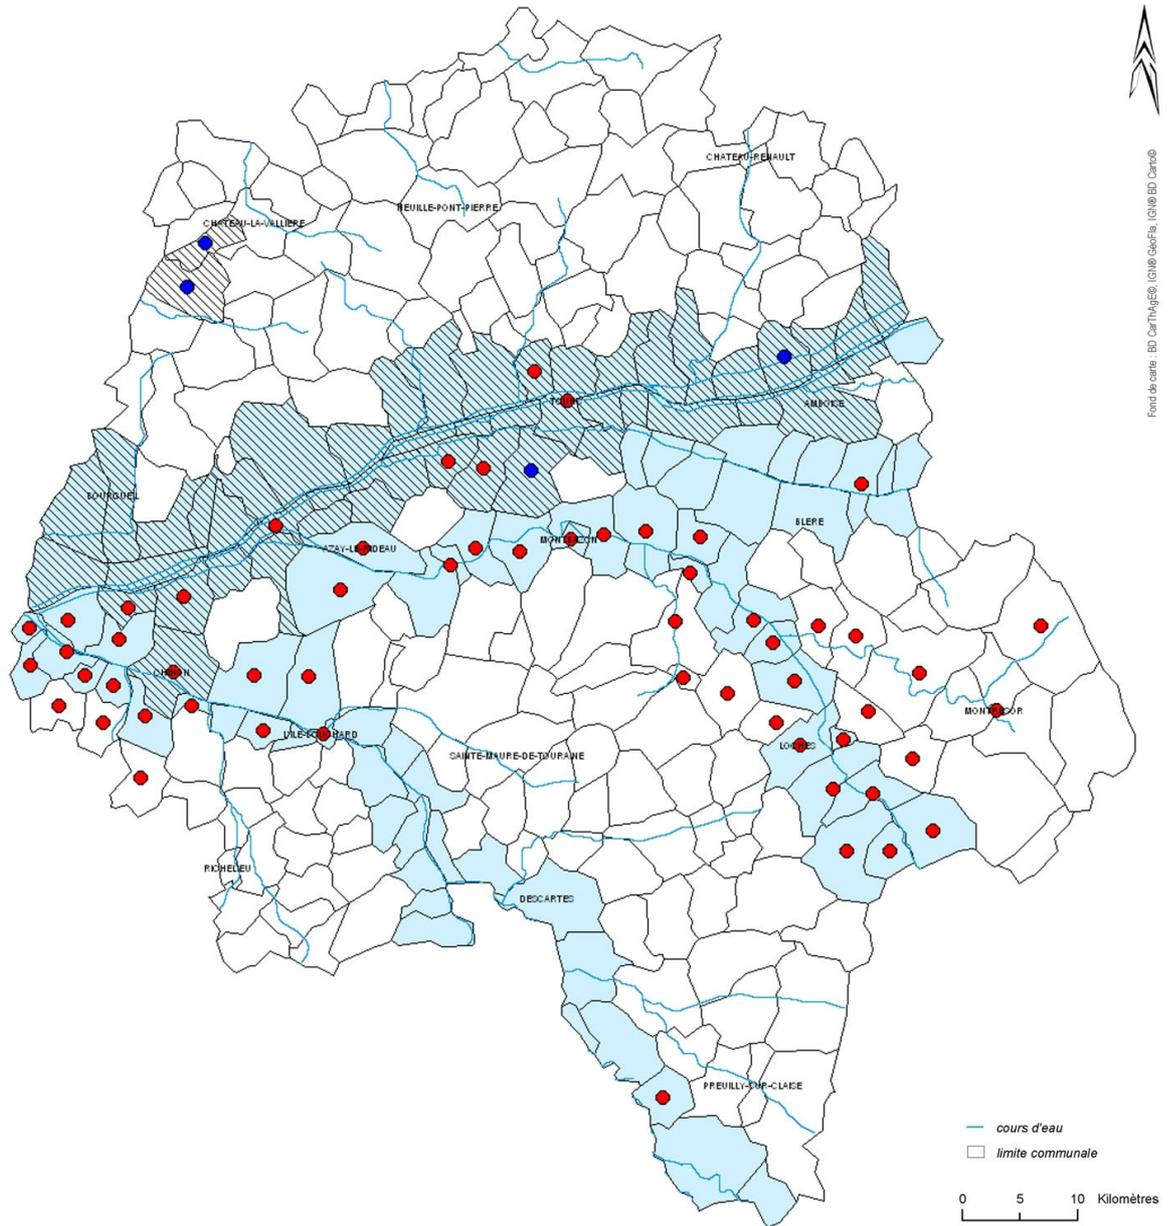 CHATEAU-RENAULT
NEUILLE-PONT-PIERRE
CHATEAU-LA-VALLIERE
Fond de carte : BD CarThAgE©, IGN® GéoFla, IGN® BD Carto©
TOURS
AMBOISE
BOURGUEIL
BLERE
AZAY-LE-RIDEAU
MONTBAZON
CHINON
MONTRESOR
L'ILE-BOUCHARD
LOCHES
SAINTE-MAURE-DE-TOURAINE
RICHELIEU
DESCARTES
PREUILLY-SUR-CLAISE
cours d'eau
limite communale
0 5 10 Kilomètres